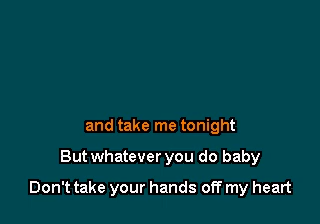 and take me tonight
But whatever you do baby
Don't take your hands off my heart